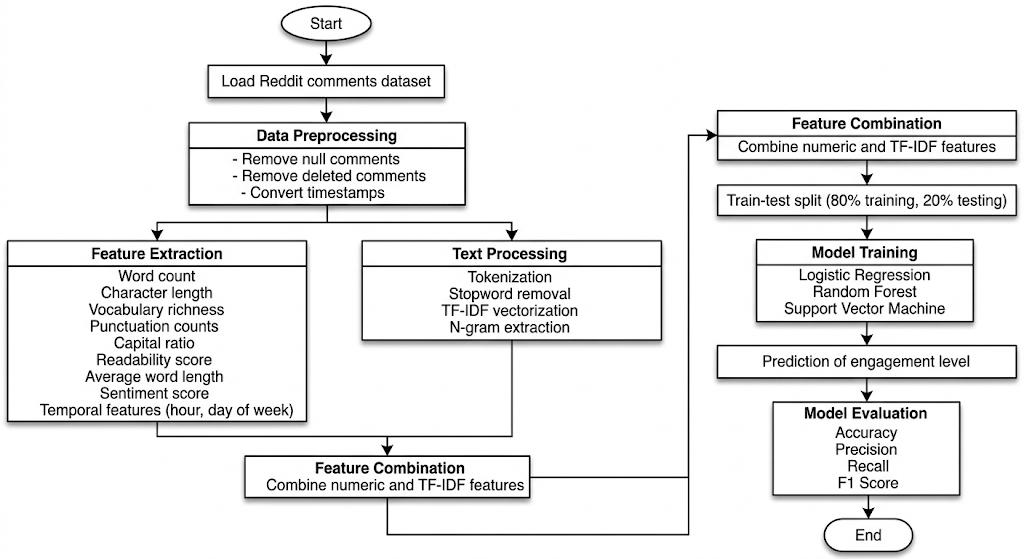 Start
Load Reddit comments dataset
Data Preprocessing
- Remove null comments
- Remove deleted comments
- Convert timestamps
Feature Extraction
Word count
Character length
Vocabulary richness
Punctuation counts
Capital ratio
Readability score
Average word length
Sentiment score
Temporal features (hour, day of week)
Text Processing
Tokenization
Stopword removal
TF-IDF vectorization
N-gram extraction
Feature Combination
Combine numeric and TF-IDF features
Feature Combination
Combine numeric and TF-IDF features
Train-test split (80% training, 20% testing)
Model Training
Logistic Regression
Random Forest
Support Vector Machine
Prediction of engagement level
Model Evaluation
Accuracy
Precision
Recall
F1 Score
End